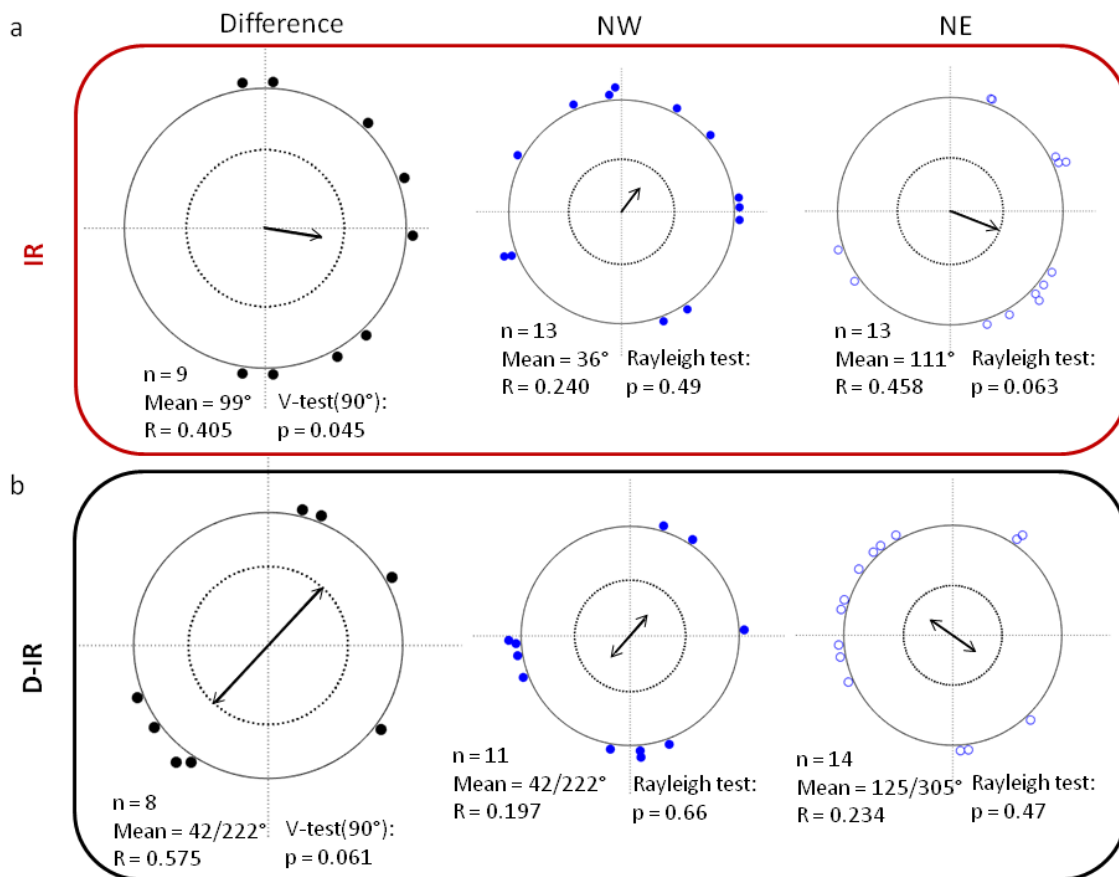 a
Difference
NW
NE
IR
n = 9
Mean = 99°
R = 0.405
V-test(90°):
p = 0.045
n = 13
Mean = 36°
R = 0.240
Rayleigh test:
p = 0.49
n = 13
Mean = 111°
R = 0.458
Rayleigh test:
p = 0.063
b
D-IR
n = 8
Mean = 42/222°
R = 0.575
V-test(90°):
p = 0.061
n = 11
Mean = 42/222°
R = 0.197
Rayleigh test:
p = 0.66
n = 14
Mean = 125/305°
R = 0.234
Rayleigh test:
p = 0.47